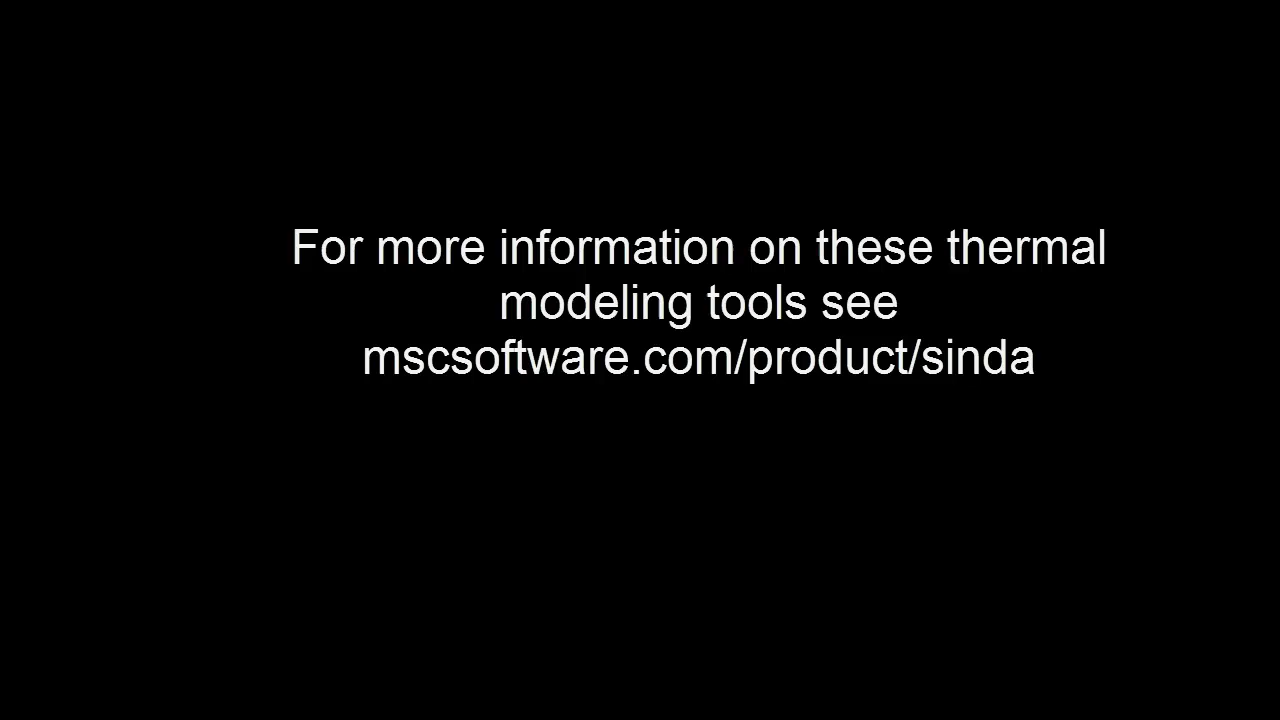 For more information on these thermal
modeling tools see
mscsoftware.com/product/sinda